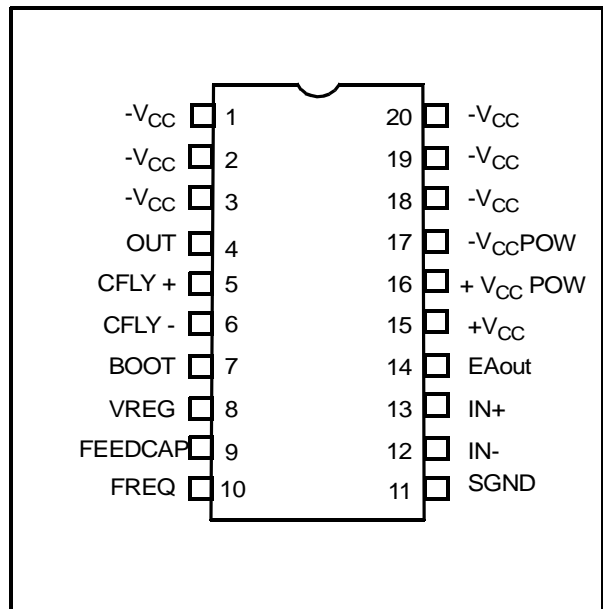 -VCC 1 20 -VCC
-VCC 2 19 -VCC
-VCC 3 18 -VCC
OUT 4 17 -VCCPOW
CFLY + 5 16 + VCC POW
CFLY - 6 15 +VCC
BOOT 7 14 EAout
VREG 8 13 IN+
FEEDCAP 9 12 IN-
FREQ 10 11 SGND